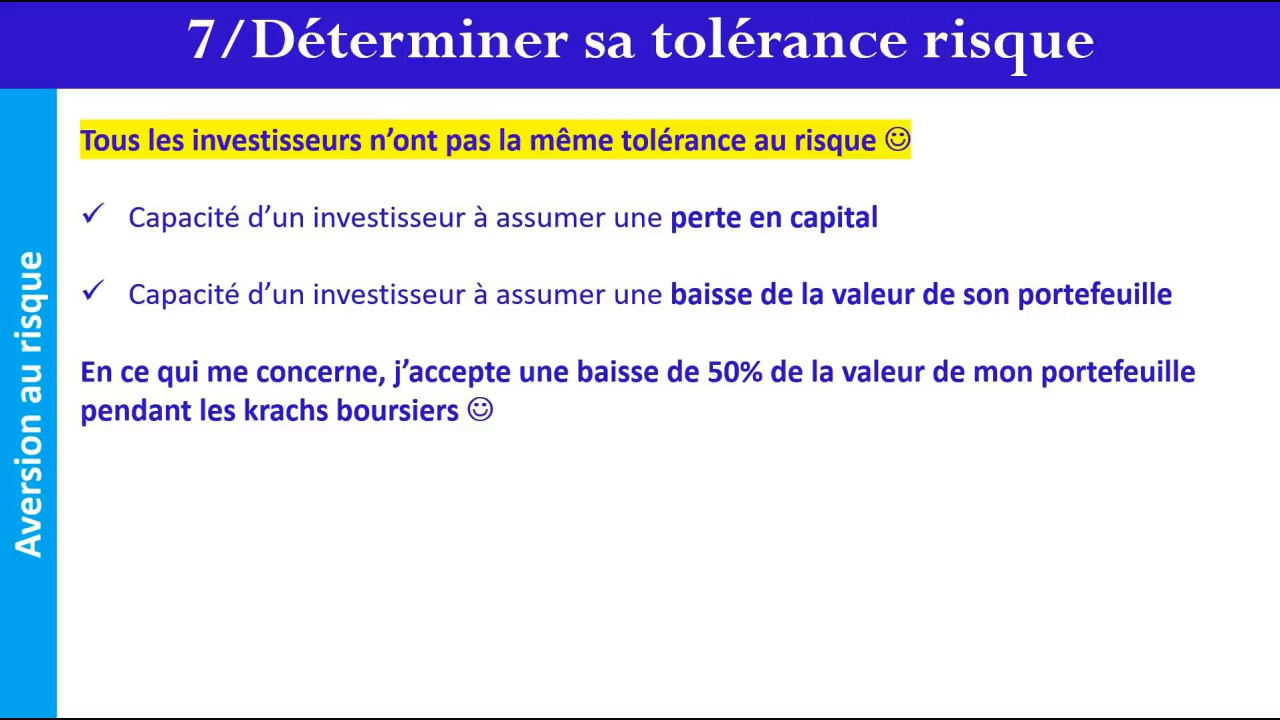 7/Déterminer sa tolérance risque
Aversion au risque
Tous les investisseurs n’ont pas la même tolérance au risque ☺
✓ Capacité d’un investisseur à assumer une perte en capital
✓ Capacité d’un investisseur à assumer une baisse de la valeur de son portefeuille
En ce qui me concerne, j’accepte une baisse de 50% de la valeur de mon portefeuille
pendant les krachs boursiers ☺